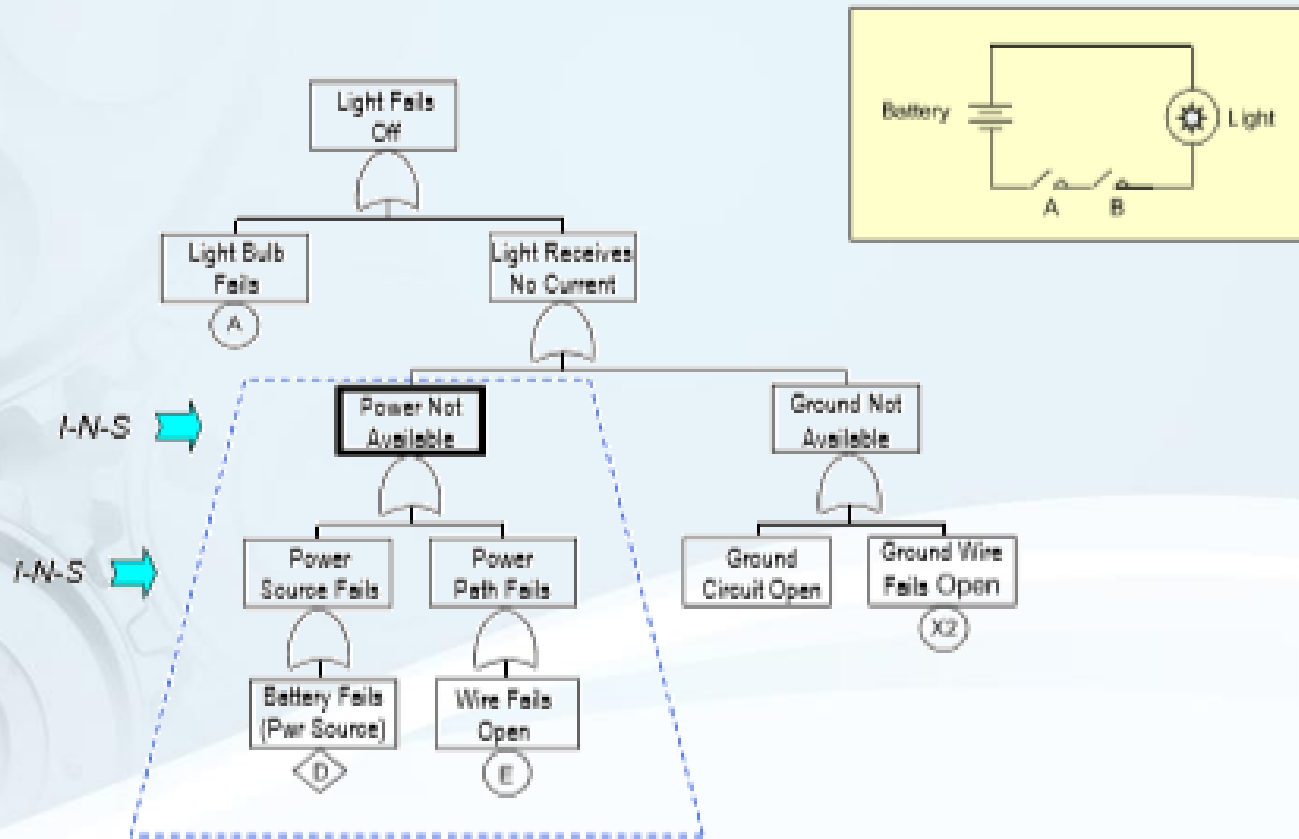 Battery
Light
A
B
Light Fails
Off
Light Bulb
Fails
A
Light Receives
No Current
I-N-S
Power Not
Available
Ground Not
Available
I-N-S
Power
Source Fails
Power
Path Fails
Ground
Circuit Open
Ground Wire
Fails Open
X2
Battery Fails
(Pwr Source)
D
Wire Fails
Open
E